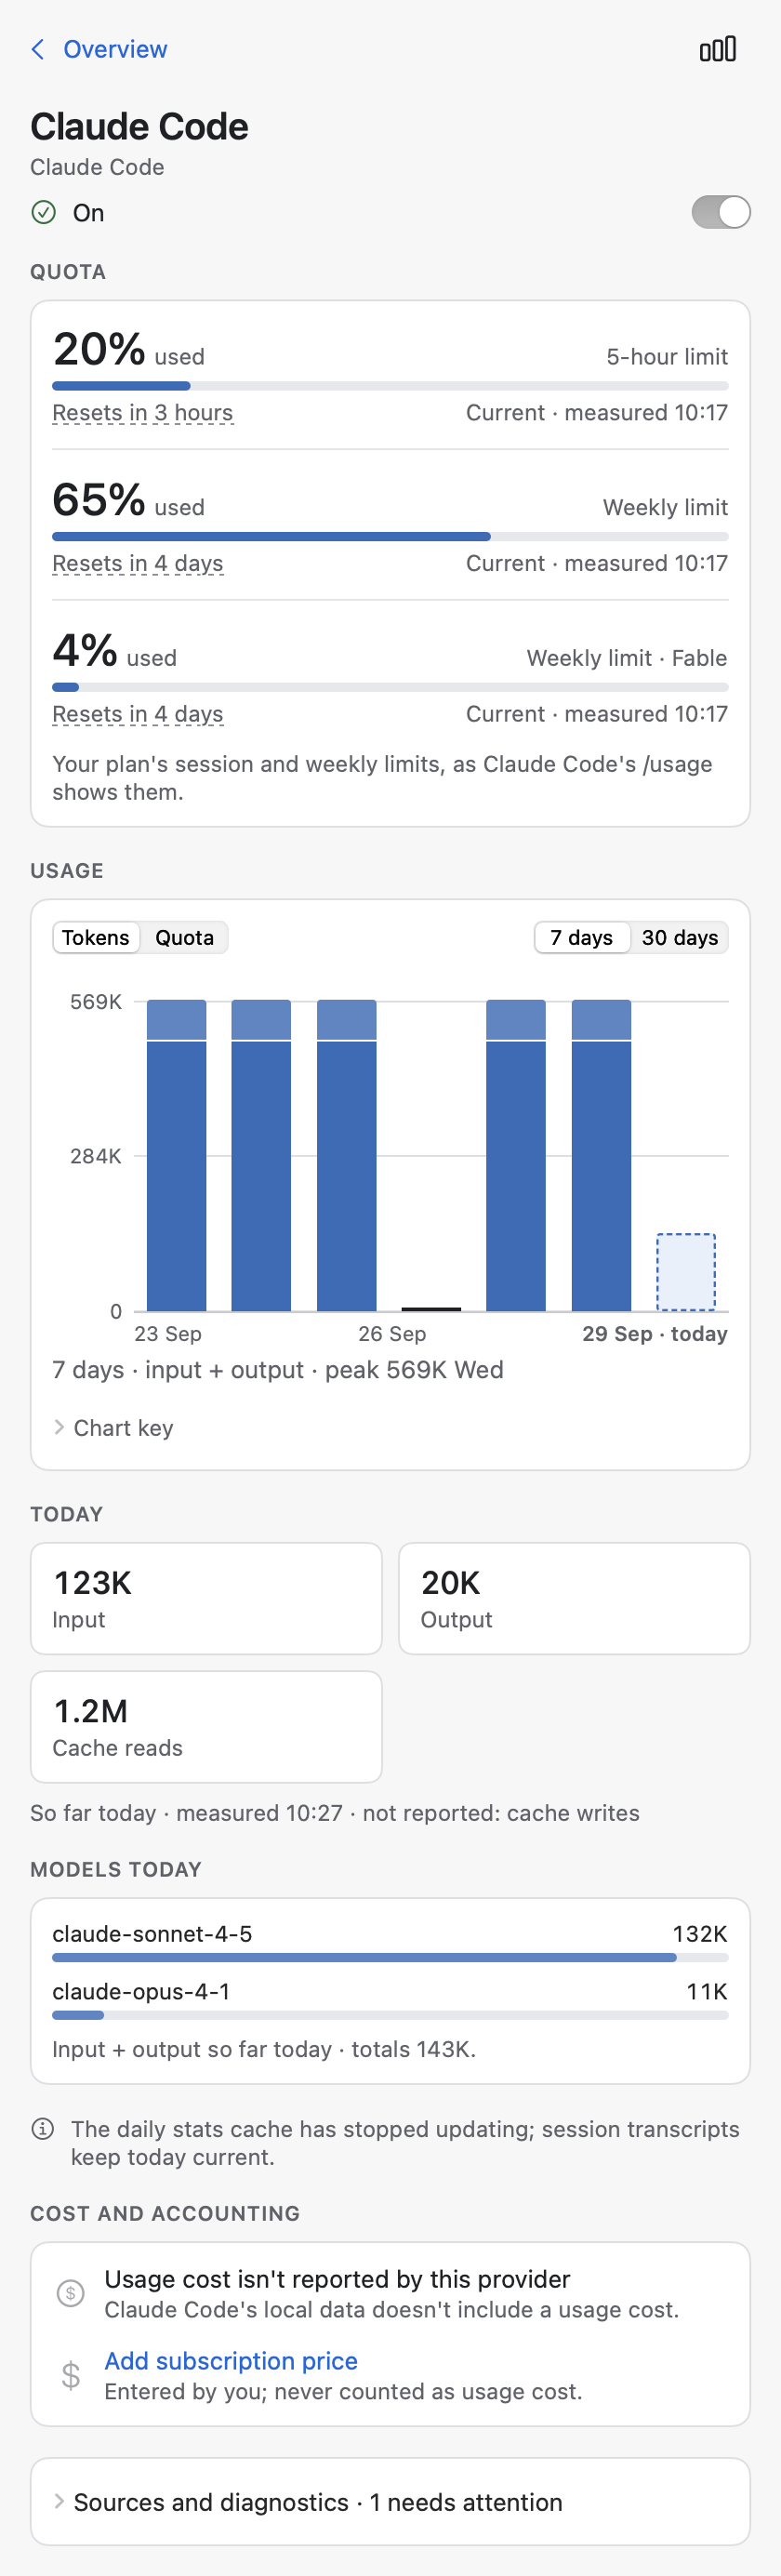 Overview
Claude Code
Claude Code
On
QUOTA
20% used 5-hour limit
Resets in 3 hours Current · measured 10:17
65% used Weekly limit
Resets in 4 days Current · measured 10:17
4% used Weekly limit · Fable
Resets in 4 days Current · measured 10:17
Your plan's session and weekly limits, as Claude Code's /usage
shows them.
USAGE
Tokens Quota 7 days 30 days
569K
284K
0
23 Sep 26 Sep 29 Sep · today
7 days · input + output · peak 569K Wed
Chart key
TODAY
123K
Input
20K
Output
1.2M
Cache reads
So far today · measured 10:27 · not reported: cache writes
MODELS TODAY
claude-sonnet-4-5 132K
claude-opus-4-1 11K
Input + output so far today · totals 143K.
The daily stats cache has stopped updating; session transcripts
keep today current.
COST AND ACCOUNTING
Usage cost isn't reported by this provider
Claude Code's local data doesn't include a usage cost.
Add subscription price
Entered by you; never counted as usage cost.
Sources and diagnostics · 1 needs attention